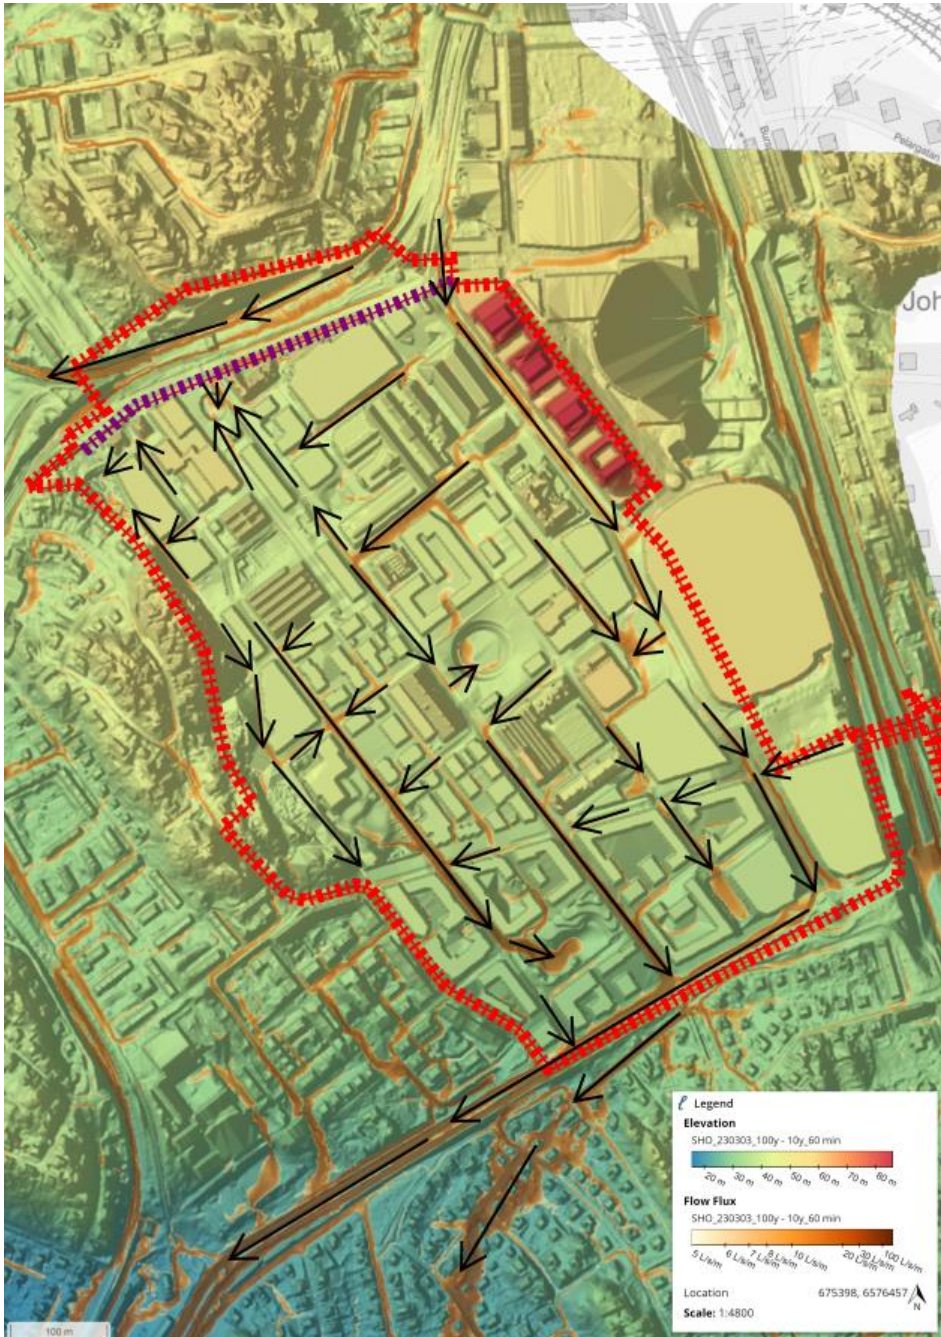 Pelargatan
Joh
Legend
Elevation
SHO_230303_100y - 10y_60 min
20 m 30 m 40 m 50 m 60 m 70 m 80 m
Flow Flux
SHO_230303_100y - 10y_60 min
5 L/s/m 6 L/s/m 7 L/s/m 8 L/s/m 10 L/s/m 20 L/s/m 30 L/s/m 100 L/s/m
Location 675398, 6576457
N
Scale: 1:4800
100 m